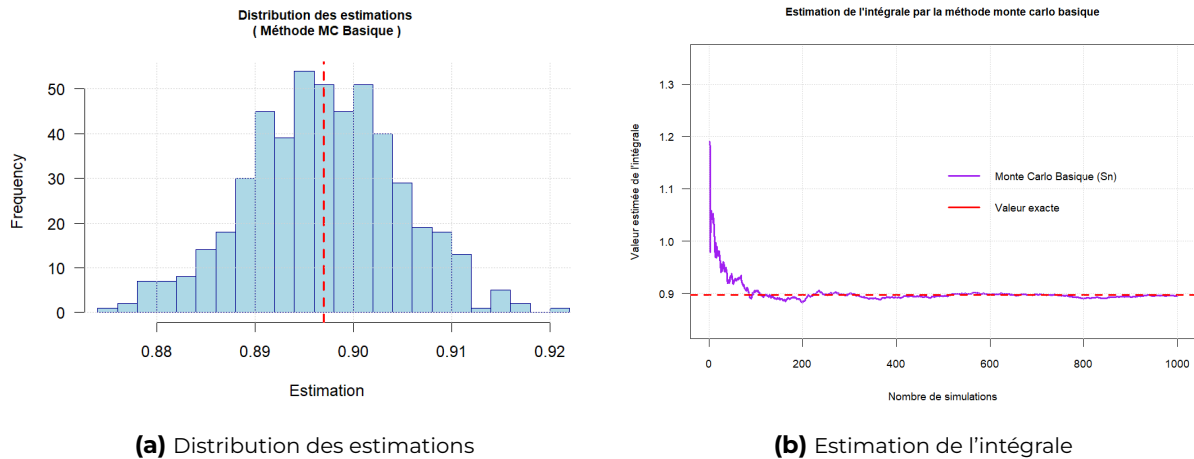 Distribution des estimations
( Méthode MC Basique )
Frequency
50
40
30
20
10
0
0.88
0.89
0.90
0.91
0.92
Estimation
(a) Distribution des estimations
Estimation de l'intégrale par la méthode monte carlo basique
Valeur estimée de l'intégrale
1.3
1.2
1.1
1.0
0.9
Monte Carlo Basique (Sn)
Valeur exacte
0
200
400
600
800
1000
Nombre de simulations
(b) Estimation de l'intégrale